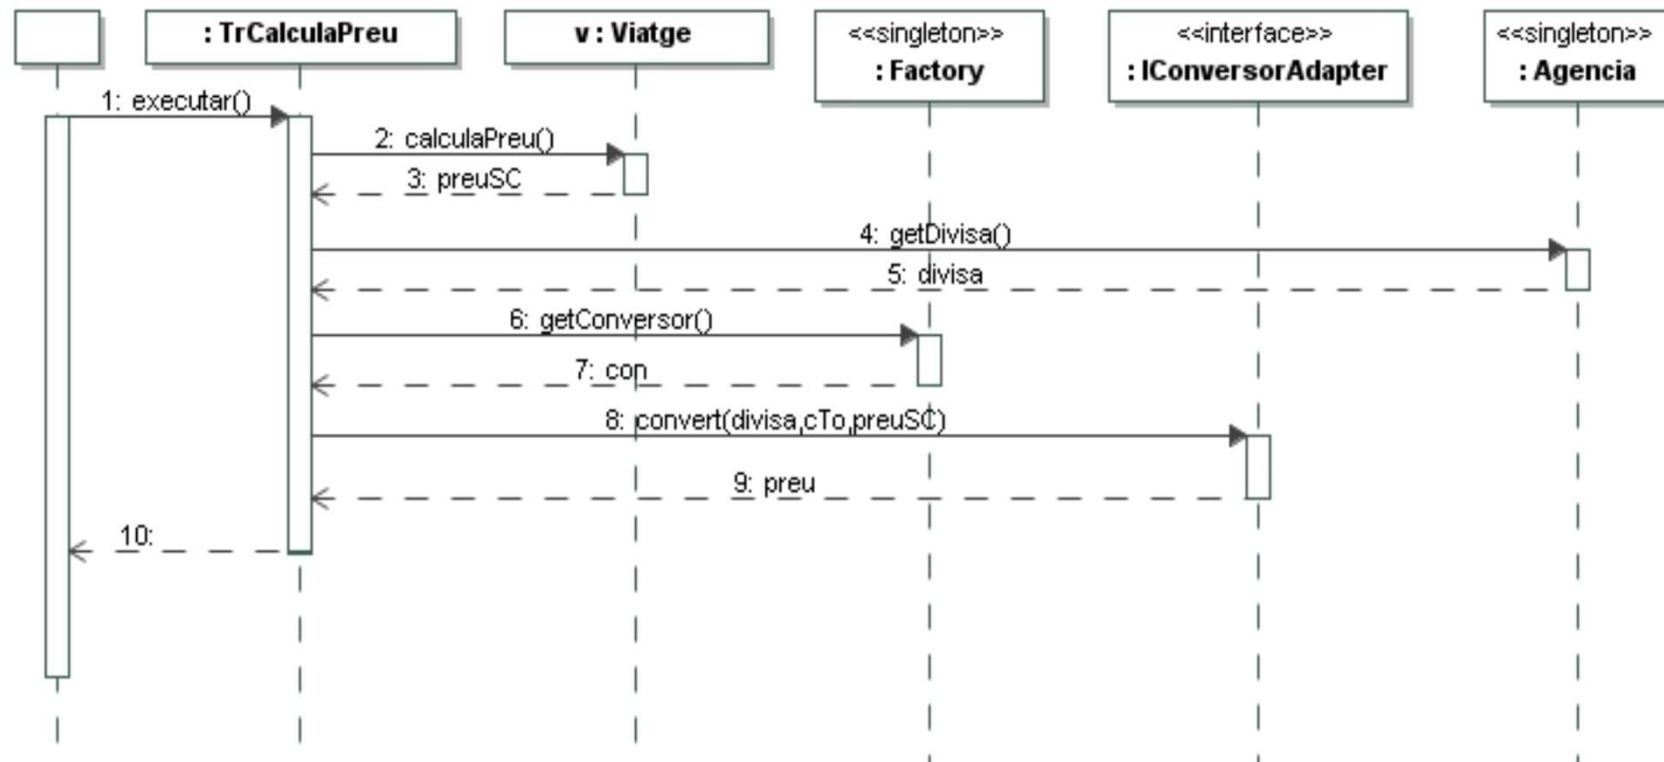 : TrCalculaPreu
v : Viatge
<<singleton>>
: Factory
<<interface>>
: IConversorAdapter
<<singleton>>
: Agencia
1: executar()
2: calculaPreu()
3: preuSC
4: getDivisa()
5: divisa
6: getConversor()
7: con
8: convert(divisa,cTo,preuSC)
9: preu
10: